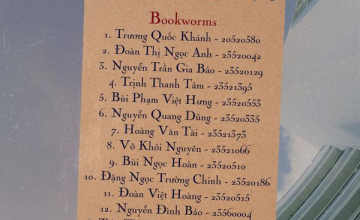 Bookworms
1. Trương Quốc Khánh - 20520580
2. Đoàn Thị Ngọc Anh - 23520042
3. Nguyễn Trần Gia Bảo - 23520129
4. Trịnh Thanh Tâm - 23521395
5. Bùi Phạm Việt Hưng - 23520553
6. Nguyễn Quang Dũng - 23520335
7. Hoàng Văn Tài - 23521373
8. Võ Khôi Nguyên - 23521066
9. Bùi Ngọc Hoàn - 23520510
10. Đặng Ngọc Trường Chinh - 23520186
11. Đoàn Việt Hoàng - 23520515
12. Nguyễn Đình Bảo - 23560004